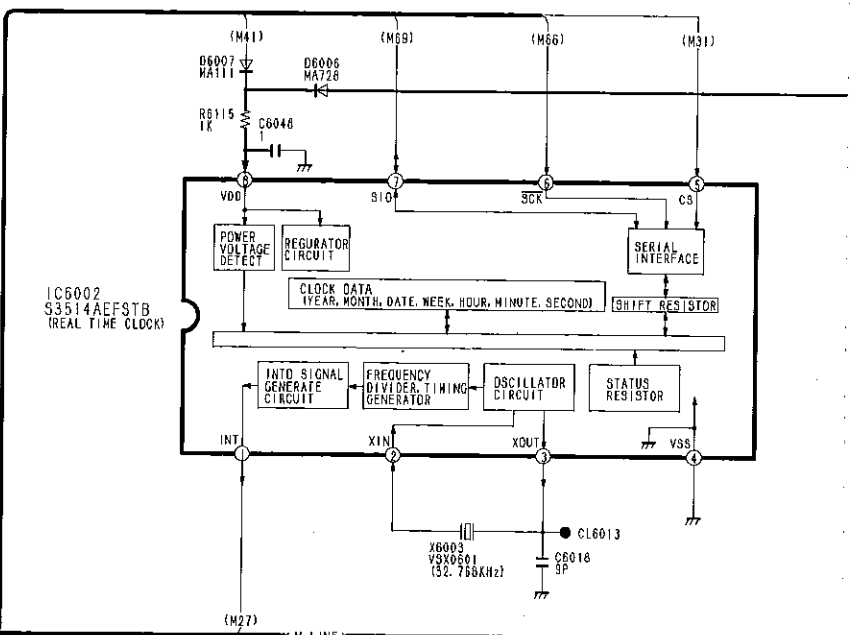 (M41)
(M69)
(M66)
(M31)
D6007
MA111
D6006
MA728
R6115
1K
C6048
1
8
7
6
5
VDD
SIO
SCK
CS
POWER
VOLTAGE
DETECT
REGURATOR
CIRCUIT
SERIAL
INTERFACE
IC6002
S3514AEFSTB
(REAL TIME CLOCK)
CLOCK DATA
(YEAR, MONTH, DATE, WEEK, HOUR, MINUTE, SECOND)
SHIFT RESISTOR
INTO SIGNAL
GENERATE
CIRCUIT
FREQUENCY
DIVIDER, TIMING
GENERATOR
OSCILLATOR
CIRCUIT
STATUS
RESISTOR
INT
XIN
XOUT
VSS
1
2
3
4
X6003
VSX0601
(32.768KHz)
CL6013
C6018
9P
(M27)